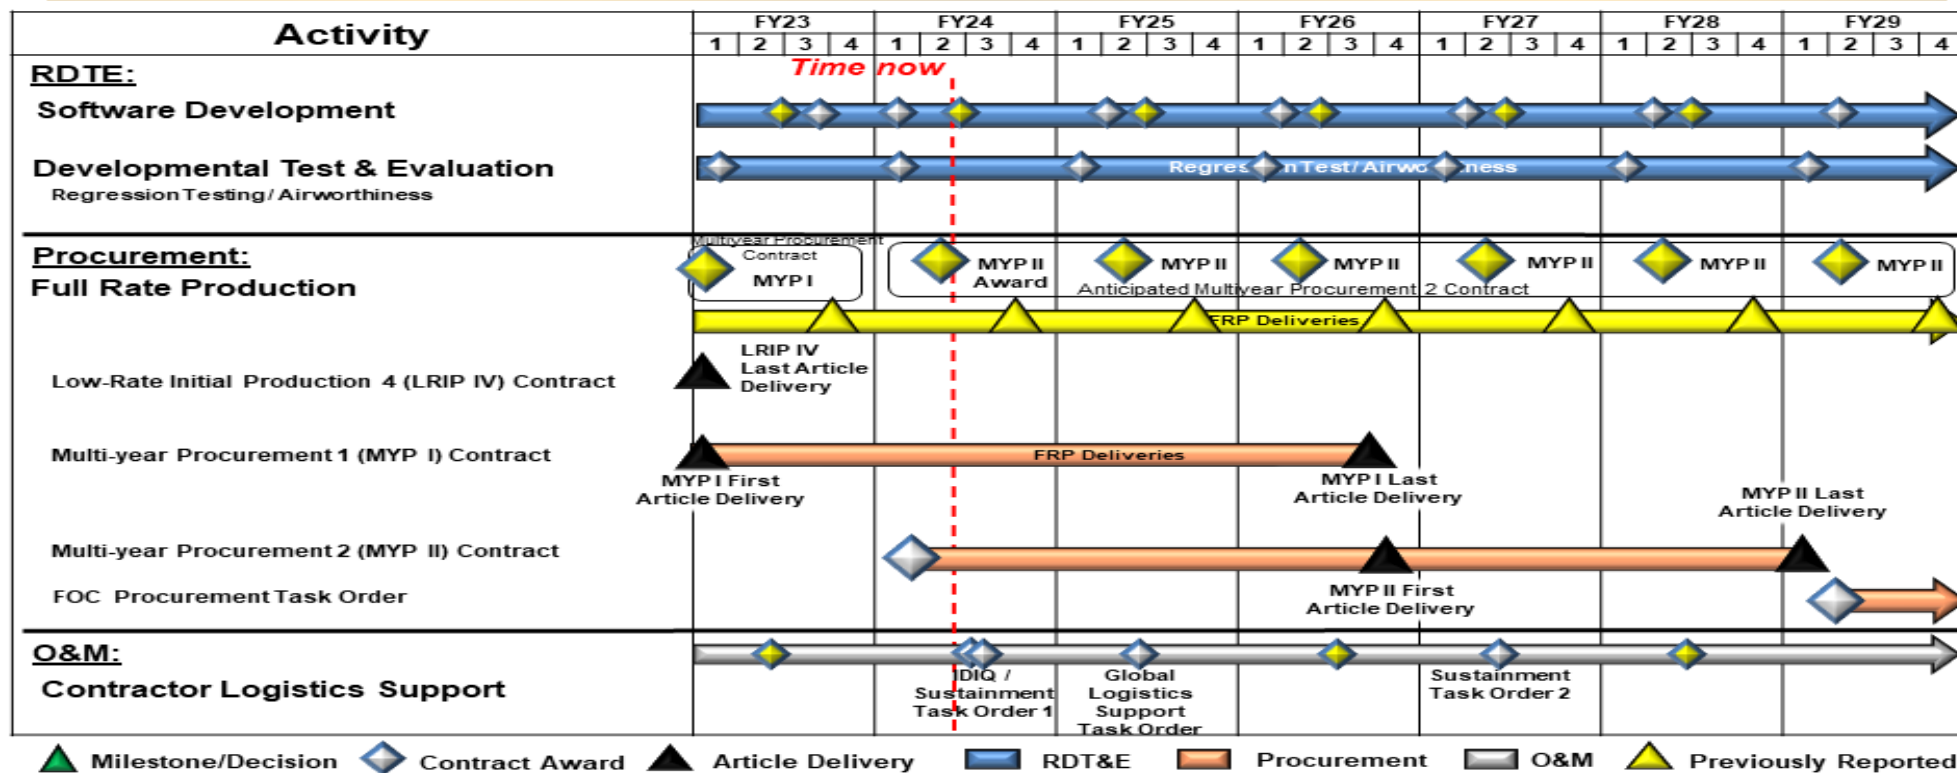 Activity
FY23 FY24 FY25 FY26 FY27 FY28 FY29
1 2 3 4 1 2 3 4 1 2 3 4 1 2 3 4 1 2 3 4 1 2 3 4 1 2 3 4
Time now
RDTE:
Software Development
Developmental Test & Evaluation
Regression Testing/ Airworthiness
Regres nTest/Airwo ness
Procurement:
Full Rate Production
Multiyear Procurement
Contract
MYP I
MYP II
Award
MYP II
MYP II
MYP II
MYP II
MYP II
Anticipated Multiyear Procurement 2 Contract
FRP Deliveries
Low-Rate Initial Production 4 (LRIP IV) Contract
LRIP IV
Last Article
Delivery
Multi-year Procurement 1 (MYP I) Contract
FRP Deliveries
MYP I First
Article Delivery
MYP I Last
Article Delivery
MYP II Last
Article Delivery
Multi-year Procurement 2 (MYP II) Contract
MYP II First
Article Delivery
FOC Procurement Task Order
O&M:
Contractor Logistics Support
IDIQ /
Sustainment
Task Order 1
Global
Logistics
Support
Task Order
Sustainment
Task Order 2
Milestone/Decision Contract Award Article Delivery RDT&E Procurement O&M Previously Reported